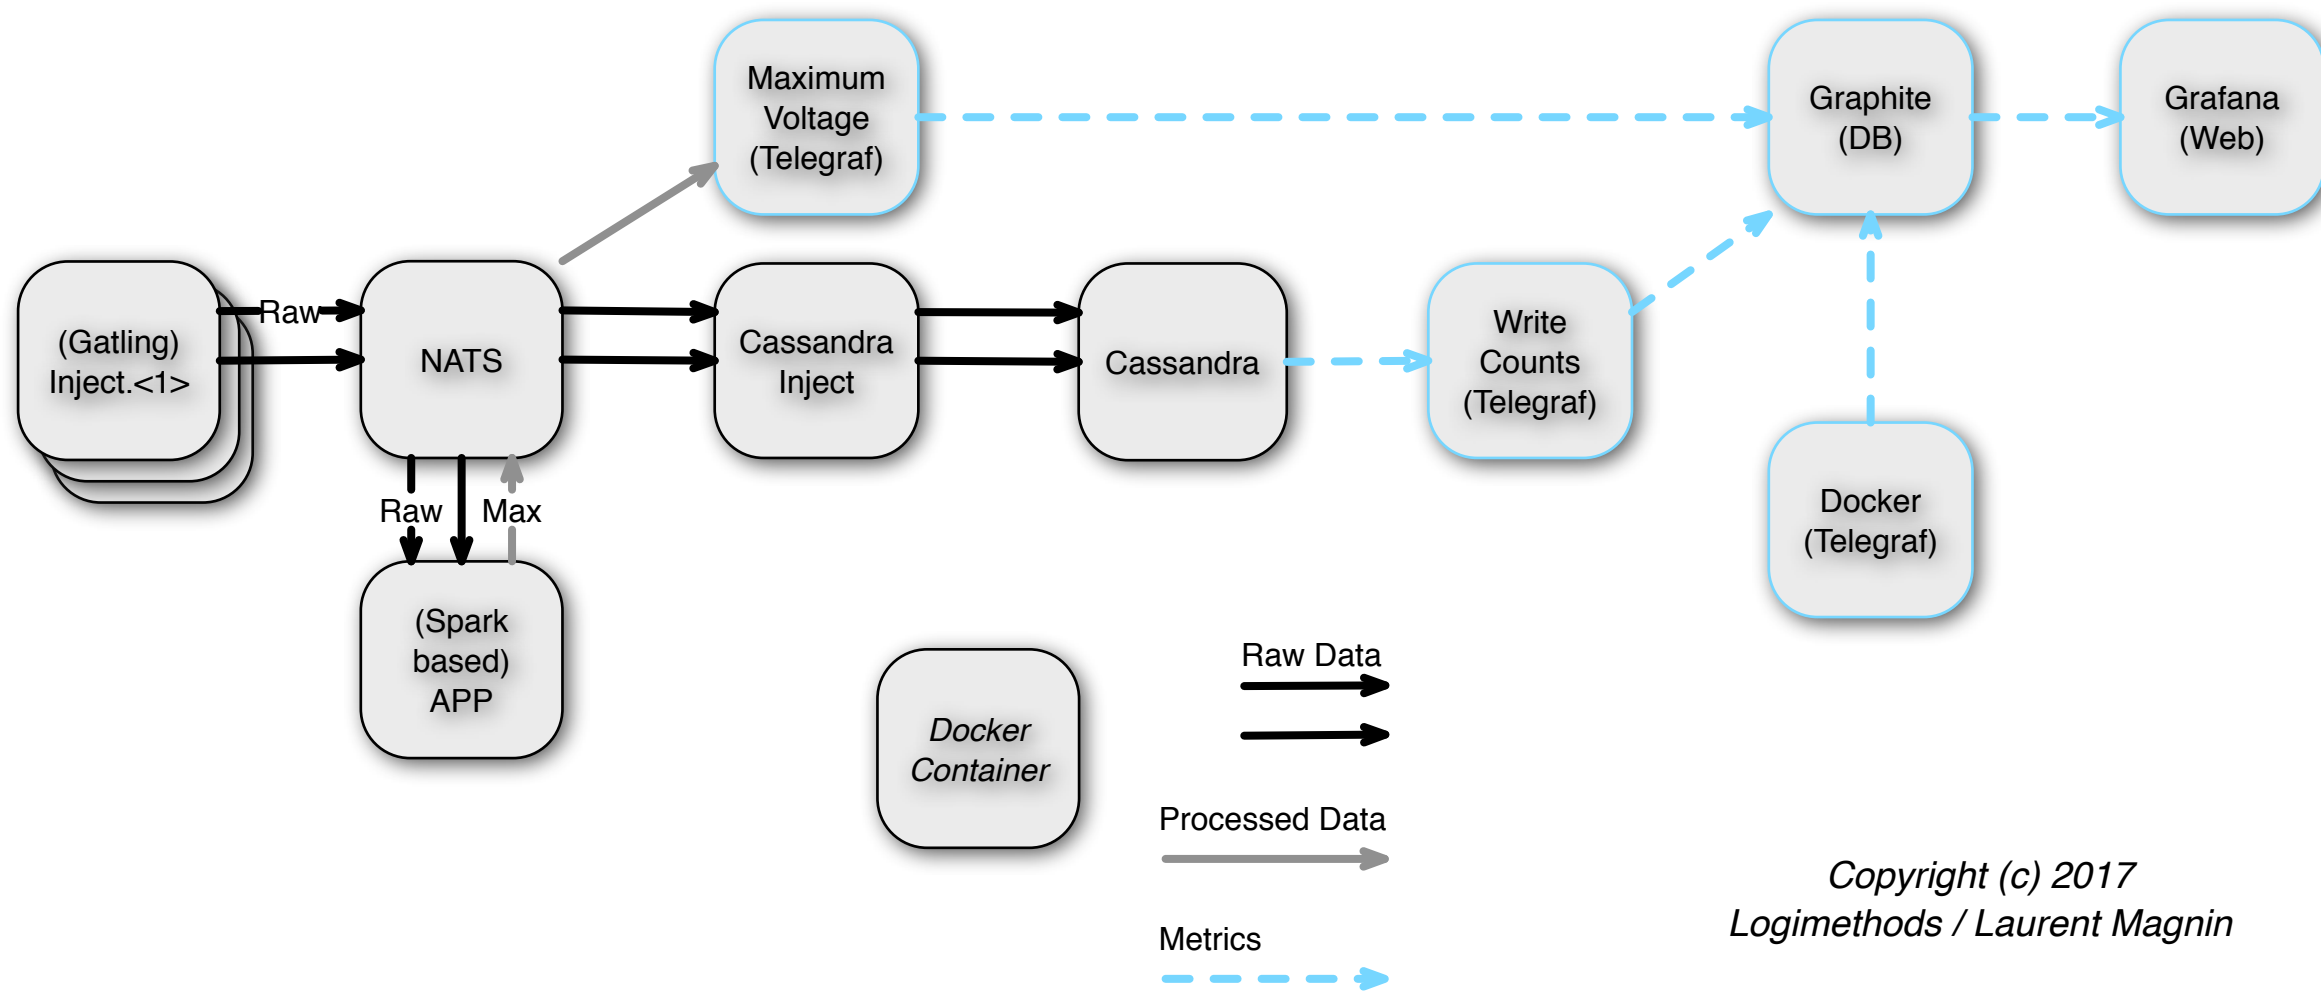 Maximum
Voltage
(Telegraf)
Graphite
(DB)
Grafana
(Web)
(Gatling)
Inject.<1>
Raw
NATS
Cassandra
Inject
Cassandra
Write
Counts
(Telegraf)
Raw
Max
Docker
(Telegraf)
(Spark
based)
APP
Docker
Container
Raw Data
Processed Data
Metrics
Copyright (c) 2017
Logimethods / Laurent Magnin